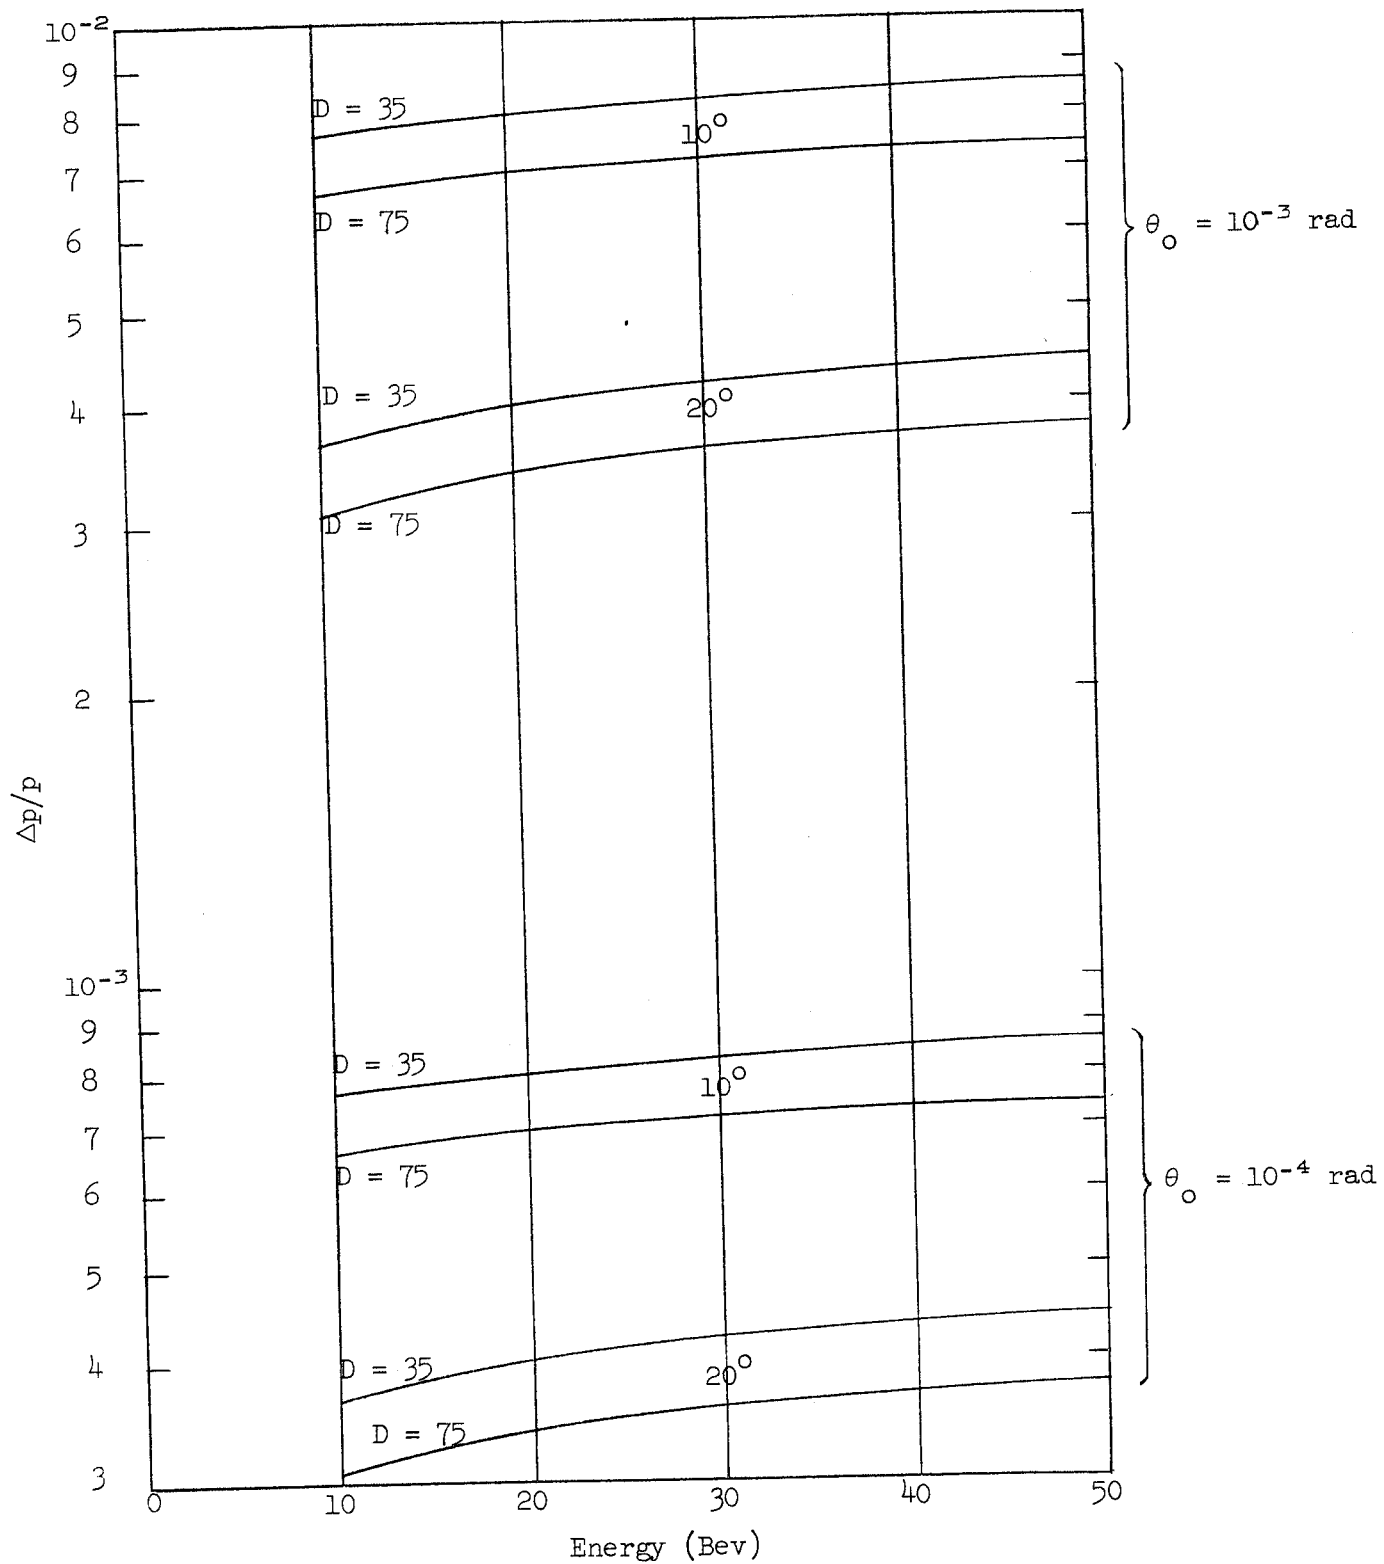 10⁻²
9
D = 35
8
10°
7
D = 75
θ₀ = 10⁻³ rad
6
5
D = 35
4
20°
D = 75
3
2
Δp/p
10⁻³
9
D = 35
8
10°
7
D = 75
θ₀ = 10⁻⁴ rad
6
5
D = 35
4
20°
D = 75
3
0 10 20 30 40 50
Energy (Bev)